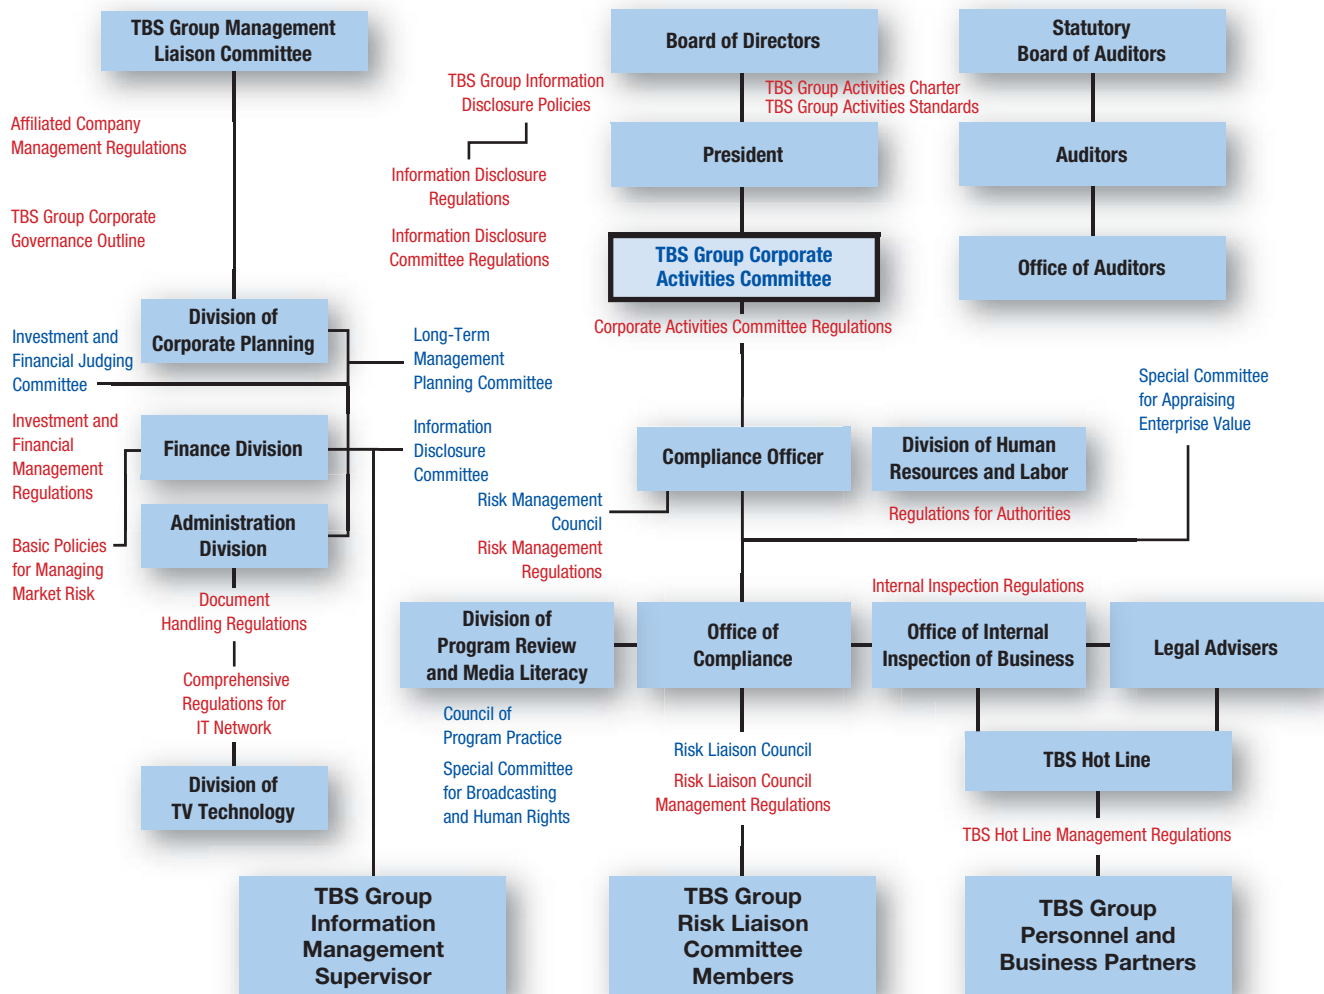 TBS Group Management
Liaison Committee
Board of Directors
Statutory
Board of Auditors
TBS Group Information
Disclosure Policies
TBS Group Activities Charter
TBS Group Activities Standards
Affiliated Company
Management Regulations
President
Auditors
Information Disclosure
Regulations
TBS Group Corporate
Governance Outline
Information Disclosure
Committee Regulations
TBS Group Corporate
Activities Committee
Office of Auditors
Division of
Corporate Planning
Corporate Activities Committee Regulations
Investment and
Financial Judging
Committee
Long-Term
Management
Planning Committee
Special Committee
for Appraising
Enterprise Value
Investment and
Financial
Management
Regulations
Finance Division
Information
Disclosure
Committee
Compliance Officer
Division of Human
Resources and Labor
Risk Management
Council
Risk Management
Regulations
Regulations for Authorities
Administration
Division
Basic Policies
for Managing
Market Risk
Document
Handling Regulations
Internal Inspection Regulations
Division of
Program Review
and Media Literacy
Office of
Compliance
Office of Internal
Inspection of Business
Legal Advisers
Comprehensive
Regulations for
IT Network
Council of
Program Practice
Special Committee
for Broadcasting
and Human Rights
Risk Liaison Council
Risk Liaison Council
Management Regulations
TBS Hot Line
Division of
TV Technology
TBS Hot Line Management Regulations
TBS Group
Information
Management
Supervisor
TBS Group
Risk Liaison
Committee
Members
TBS Group
Personnel and
Business Partners